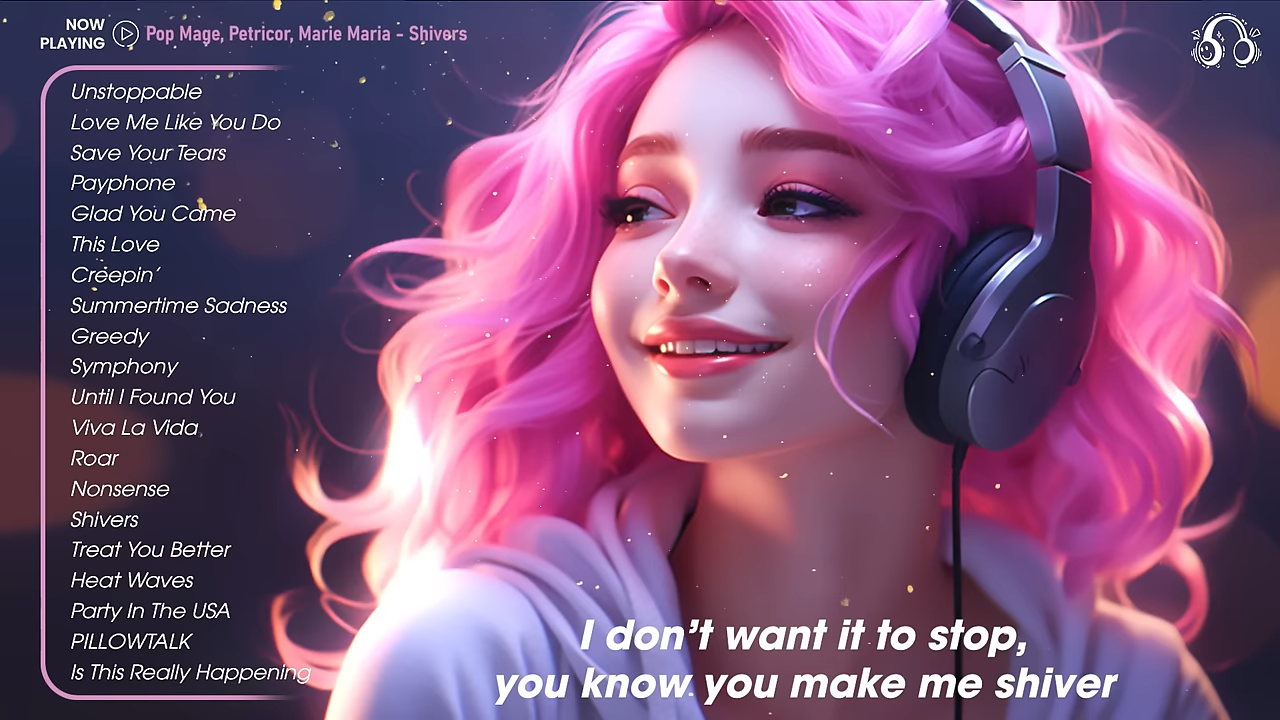 NOW
PLAYING
Pop Mage, Petricor, Marie Maria - Shivers
Unstoppable
Love Me Like You Do
Save Your Tears
Payphone
Glad You Came
This Love
Creepin'
Summertime Sadness
Greedy
Symphony
Until I Found You
Viva La Vida
Roar
Nonsense
Shivers
Treat You Better
Heat Waves
Party In The USA
PILLOWTALK
Is This Really Happening
I don't want it to stop,
you know you make me shiver